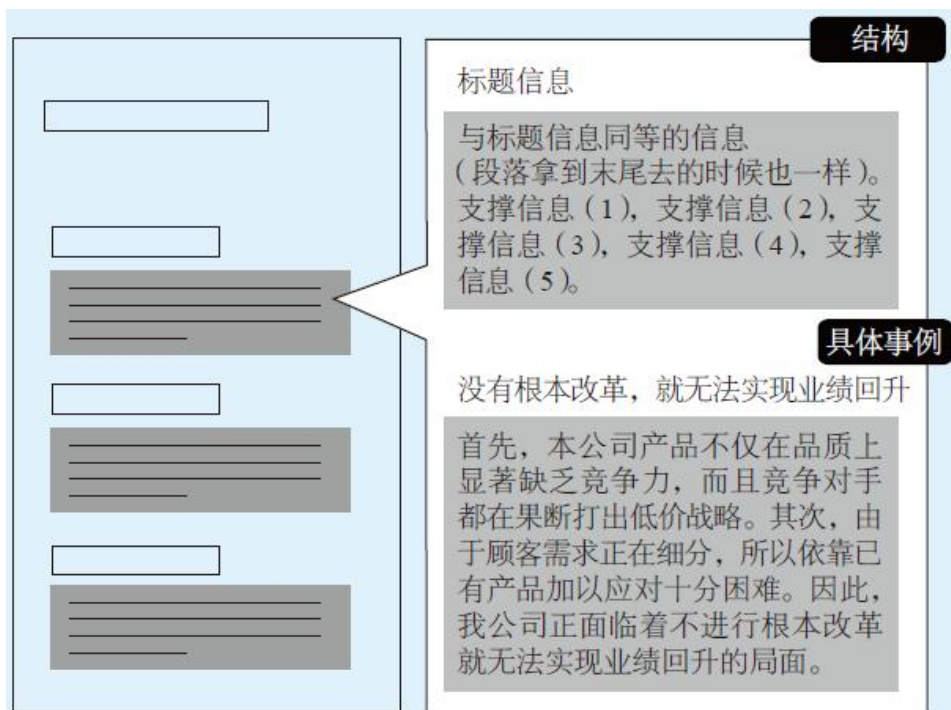 结构
标题信息
与标题信息同等的信息
（段落拿到末尾去的时候也一样）。
支撑信息（1），支撑信息（2），支
撑信息（3），支撑信息（4），支撑
信息（5）。
具体事例
没有根本改革，就无法实现业绩回升
首先，本公司产品不仅在品质上
显著缺乏竞争力，而且竞争对手
都在果断打出低价战略。其次，由
于顾客需求正在细分，所以依靠已
有产品加以应对十分困难。因此，
我公司正面临着不进行根本改革
就无法实现业绩回升的局面。